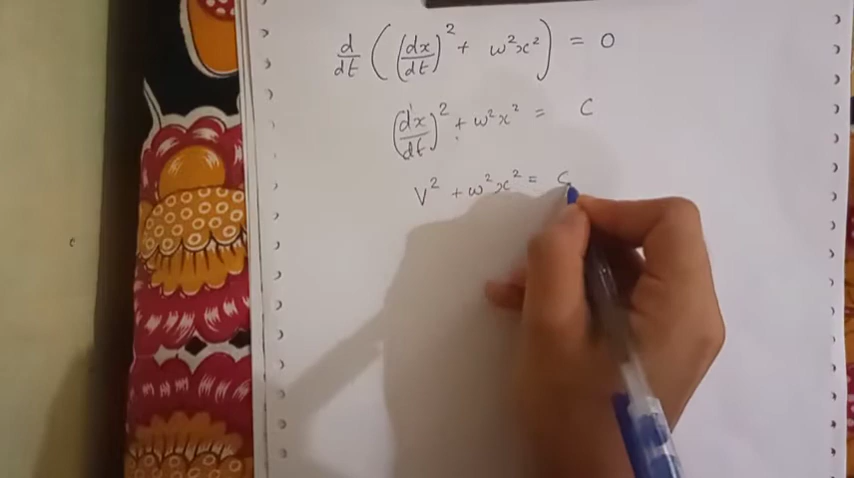 d/dt ((dx/dt)² + ω²x²) = 0
(dx/dt)² + ω²x² = C
V² + ω²x² = C